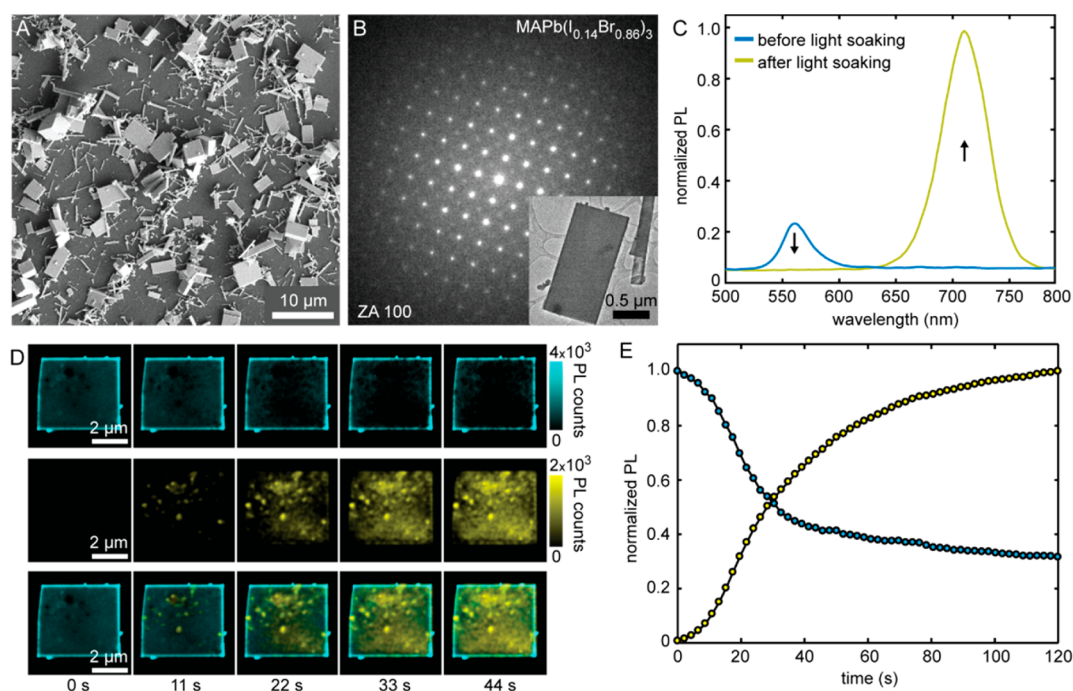 A
10 μm
B
MAPb(I0.14Br0.86)3
ZA 100
0.5 μm
C
before light soaking
after light soaking
normalized PL
1.0
0.8
0.6
0.4
0.2
0
500
550
600
650
700
750
800
wavelength (nm)
D
2 μm
4x10³
PL counts
0
2 μm
2x10³
PL counts
0
2 μm
0 s
11 s
22 s
33 s
44 s
E
normalized PL
1.0
0.8
0.6
0.4
0.2
0
0
20
40
60
80
100
120
time (s)